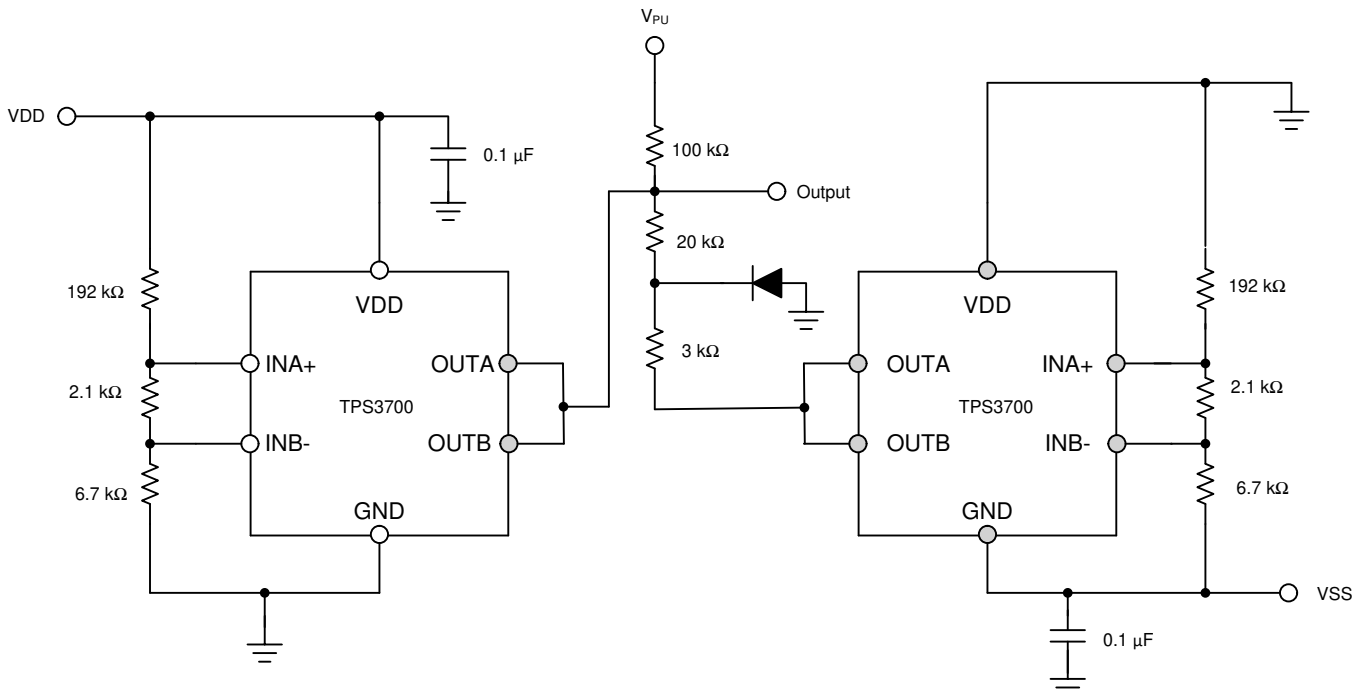 V_PU
VDD
0.1 µF
100 kΩ
Output
20 kΩ
3 kΩ
192 kΩ
2.1 kΩ
6.7 kΩ
VDD
INA+
OUTA
TPS3700
INB-
OUTB
GND
VDD
OUTA
INA+
TPS3700
OUTB
INB-
GND
192 kΩ
2.1 kΩ
6.7 kΩ
VSS
0.1 µF